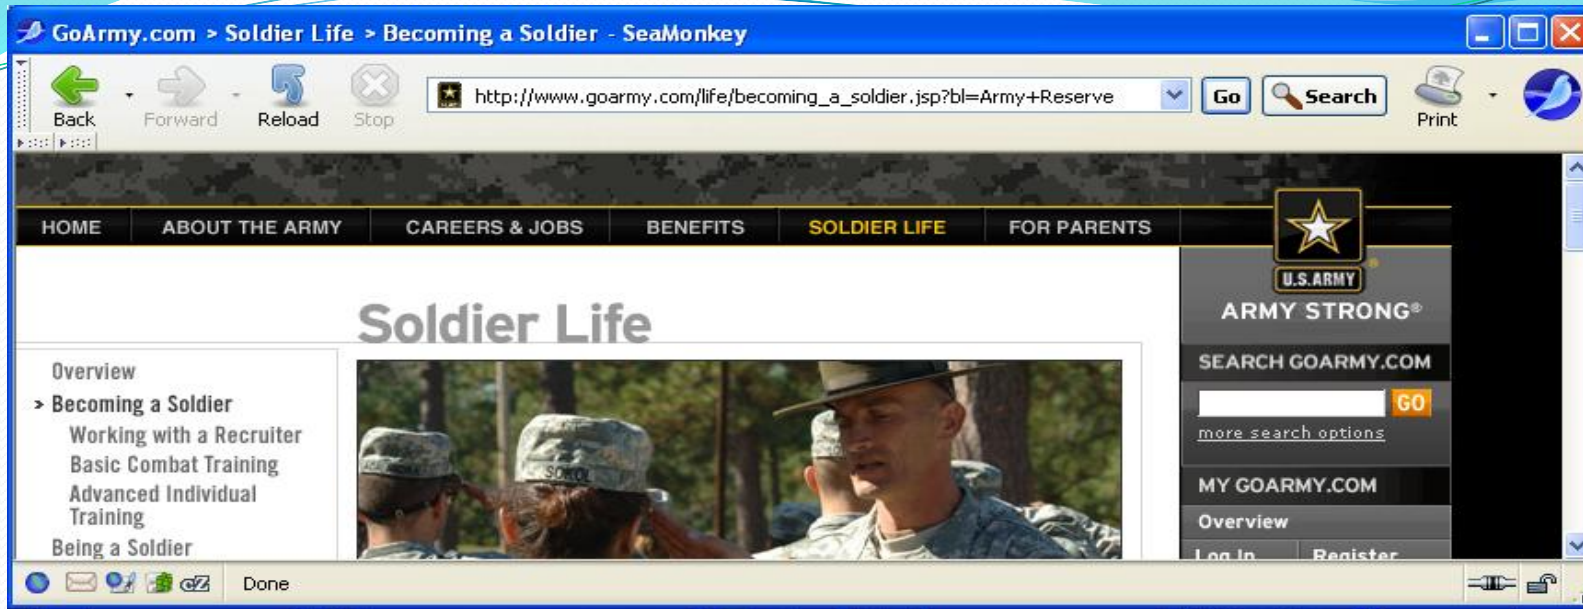 GoArmy.com > Soldier Life > Becoming a Soldier - SeaMonkey
Back Forward Reload Stop http://www.goarmy.com/life/becoming_a_soldier.jsp?bl=Army+Reserve Go Search Print
HOME ABOUT THE ARMY CAREERS & JOBS BENEFITS SOLDIER LIFE FOR PARENTS
U.S.ARMY
ARMY STRONG®
Soldier Life
Overview
> Becoming a Soldier
Working with a Recruiter
Basic Combat Training
Advanced Individual
Training
Being a Soldier
SOKOL
SEARCH GOARMY.COM
GO
more search options
MY GOARMY.COM
Overview
Log In Register
Done